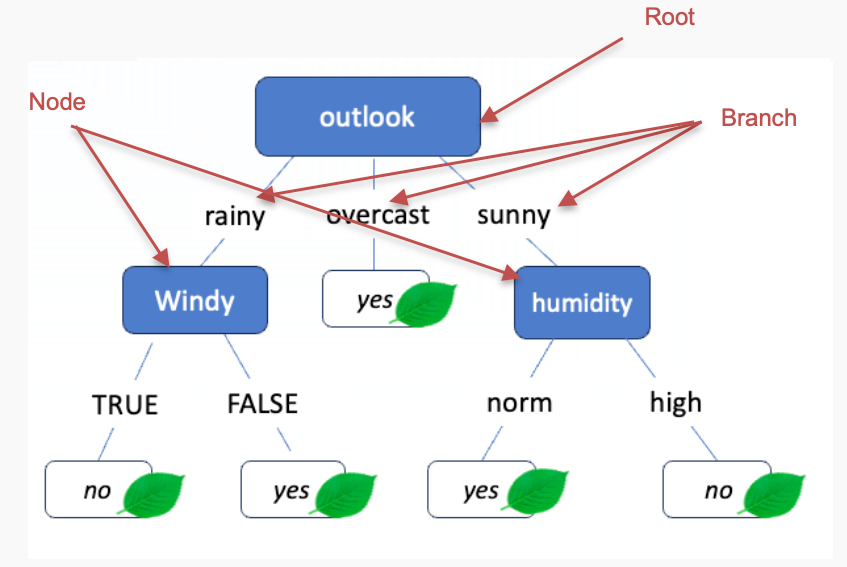 Root
Node
outlook
Branch
rainy overcast sunny
Windy yes humidity
TRUE FALSE norm high
no yes yes no